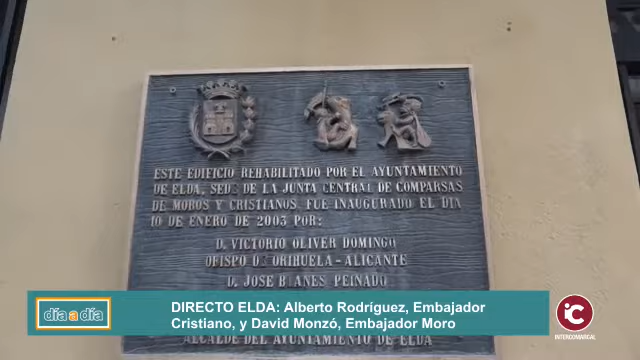 ESTE EDIFICIO REHABILITADO POR EL AYUNTAMIENTO
DE ELDA, SEDE DE LA JUNTA CENTRAL DE COMPARSAS
DE MOROS Y CRISTIANOS, FUE INAUGURADO EL DIA
10 DE ENERO DE 2003 POR:
D. VICTORIO OLIVER DOMINGO
OBISPO DE ORIHUELA-ALICANTE
D. JOSE BLANES PEINADO
día a día
DIRECTO ELDA: Alberto Rodríguez, Embajador
Cristiano, y David Monzó, Embajador Moro
ic
INTERCOMARCAL
ALCALDE DEL AYUNTAMIENTO DE ELDA